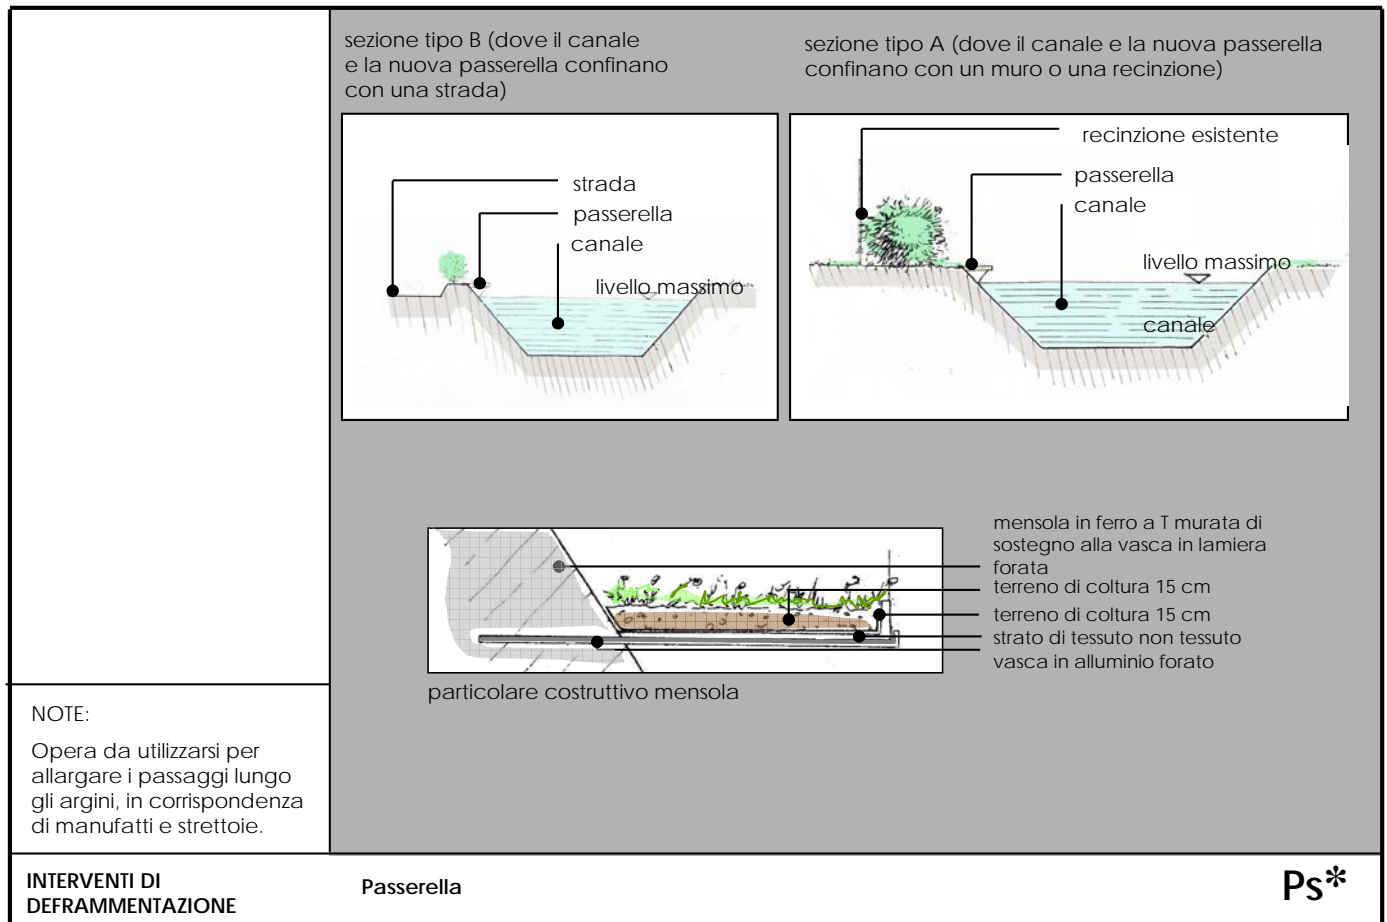 sezione tipo B (dove il canale
e la nuova passerella confinano
con una strada)
strada
passerella
canale
livello massimo
sezione tipo A (dove il canale e la nuova passerella
confinano con un muro o una recinzione)
recinzione esistente
passerella
canale
livello massimo
canale
mensola in ferro a T murata di
sostegno alla vasca in lamiera
forata
terreno di coltura 15 cm
terreno di coltura 15 cm
strato di tessuto non tessuto
vasca in alluminio forato
particolare costruttivo mensola
NOTE:
Opera da utilizzarsi per
allargare i passaggi lungo
gli argini, in corrispondenza
di manufatti e strettoie.
INTERVENTI DI
DEFRAMMENTAZIONE
Passerella
Ps*